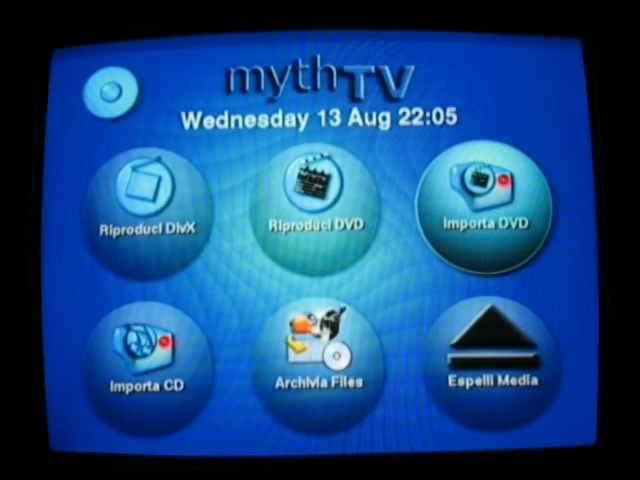 mythTV
Wednesday 13 Aug 22:05
Riproduci DivX
Riproduci DVD
Importa DVD
Importa CD
Archivia Files
Espelli Media